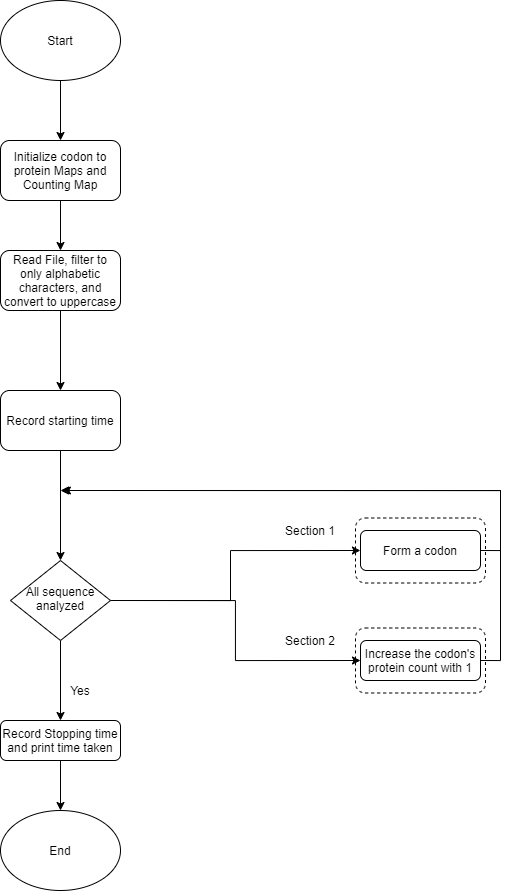 Start
Initialize codon to
protein Maps and
Counting Map
Read File, filter to
only alphabetic
characters, and
convert to uppercase
Record starting time
Section 1
Form a codon
All sequence
analyzed
Section 2
Increase the codon's
protein count with 1
Yes
Record Stopping time
and print time taken
End